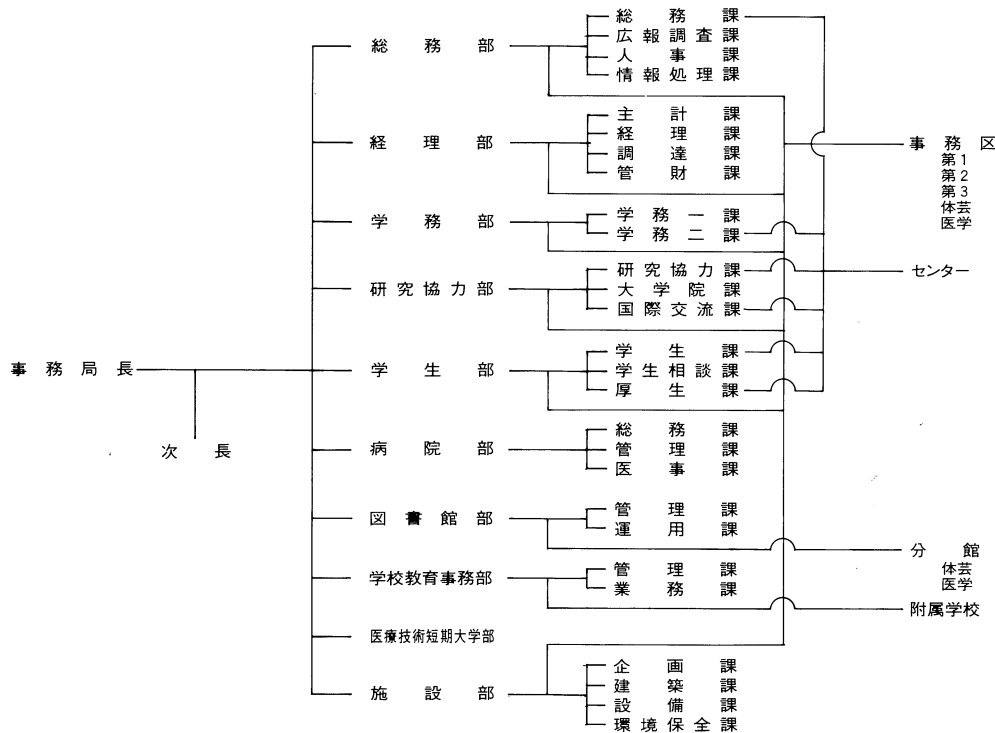 事務局長
次長
総務部
総務課
広報調査課
人事課
情報処理課
経理部
主計課
経理課
調達課
管財課
学務部
学務一課
学務二課
研究協力部
研究協力課
大学院課
国際交流課
学生部
学生課
学生相談課
厚生課
病院部
総務課
管理課
医事課
図書館部
管理課
運用課
学校教育事務部
管理課
業務課
医療技術短期大学部
施設部
企画課
建築課
設備課
環境保全課
事務区
第1
第2
第3
体芸
医学
センター
分館
体芸
医学
附属学校